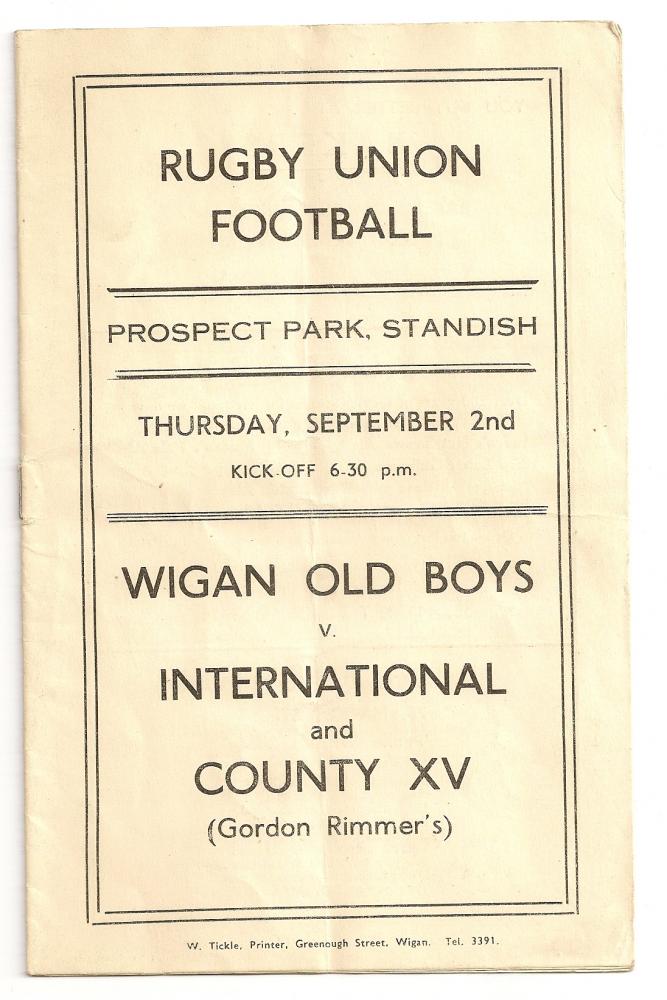 RUGBY UNION
FOOTBALL
PROSPECT PARK, STANDISH
THURSDAY, SEPTEMBER 2nd
KICK-OFF 6-30 p.m.
WIGAN OLD BOYS
v.
INTERNATIONAL
and
COUNTY XV
(Gordon Rimmer's)
W. Tickle, Printer, Greenough Street, Wigan. Tel. 3391.